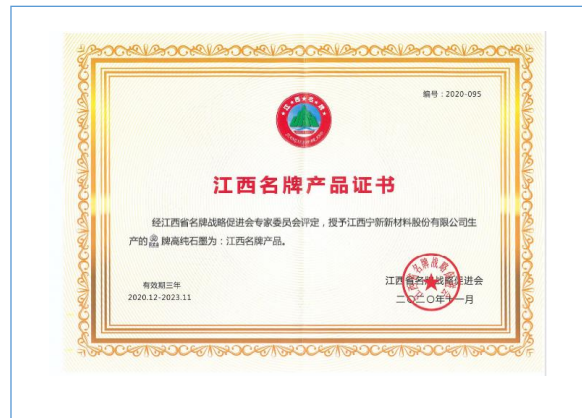 编号：2020-095
江西名牌
江西名牌产品证书
经江西省名牌战略促进会专家委员会评定，授予江西宁新新材料股份有限公司生
产的 牌高纯石墨为：江西名牌产品。
有效期三年
2020.12-2023.11
江西省名牌战略促进会
二〇二〇年十一月